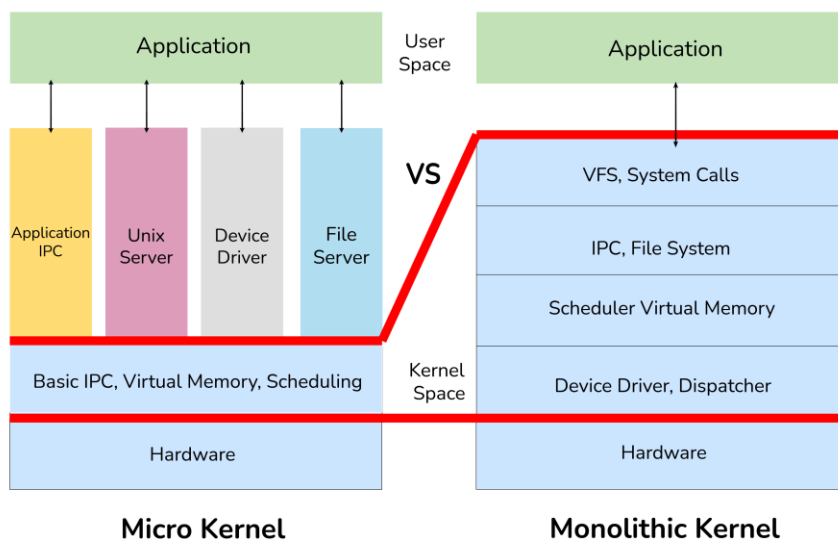 Application
User
Space
Application
Application
IPC
Unix
Server
Device
Driver
File
Server
VS
VFS, System Calls
IPC, File System
Scheduler Virtual Memory
Basic IPC, Virtual Memory, Scheduling
Kernel
Space
Device Driver, Dispatcher
Hardware
Hardware
Micro Kernel
Monolithic Kernel